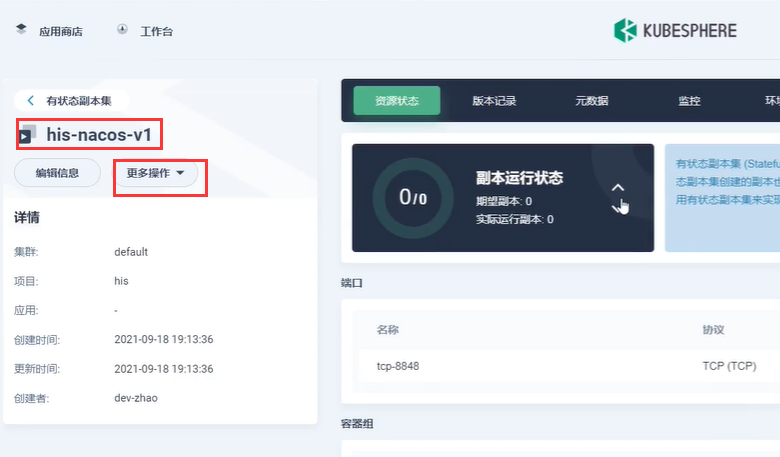 应用商店 工作台 KUBESPHERE
有状态副本集
his-nacos-v1
编辑信息 更多操作
详情
集群: default
项目: his
应用: -
创建时间: 2021-09-18 19:13:36
更新时间: 2021-09-18 19:13:36
创建者: dev-zhao
资源状态 版本记录 元数据 监控 环
0/0
副本运行状态
期望副本: 0
实际运行副本: 0
有状态副本集 (Statefu
态副本集创建的副本也
用有状态副本集来实现
端口
名称 协议
tcp-8848 TCP (TCP)
容器组